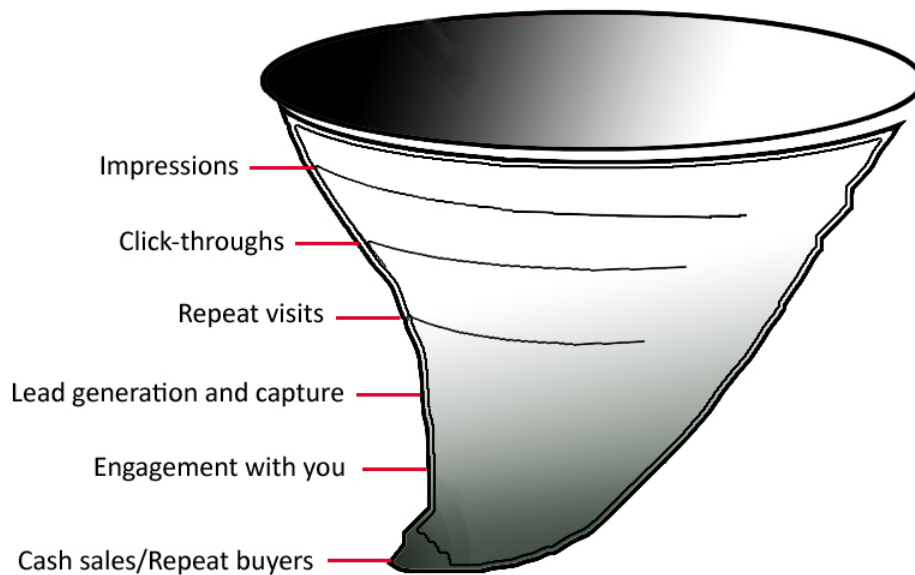 Impressions
Click-throughs
Repeat visits
Lead generation and capture
Engagement with you
Cash sales/Repeat buyers